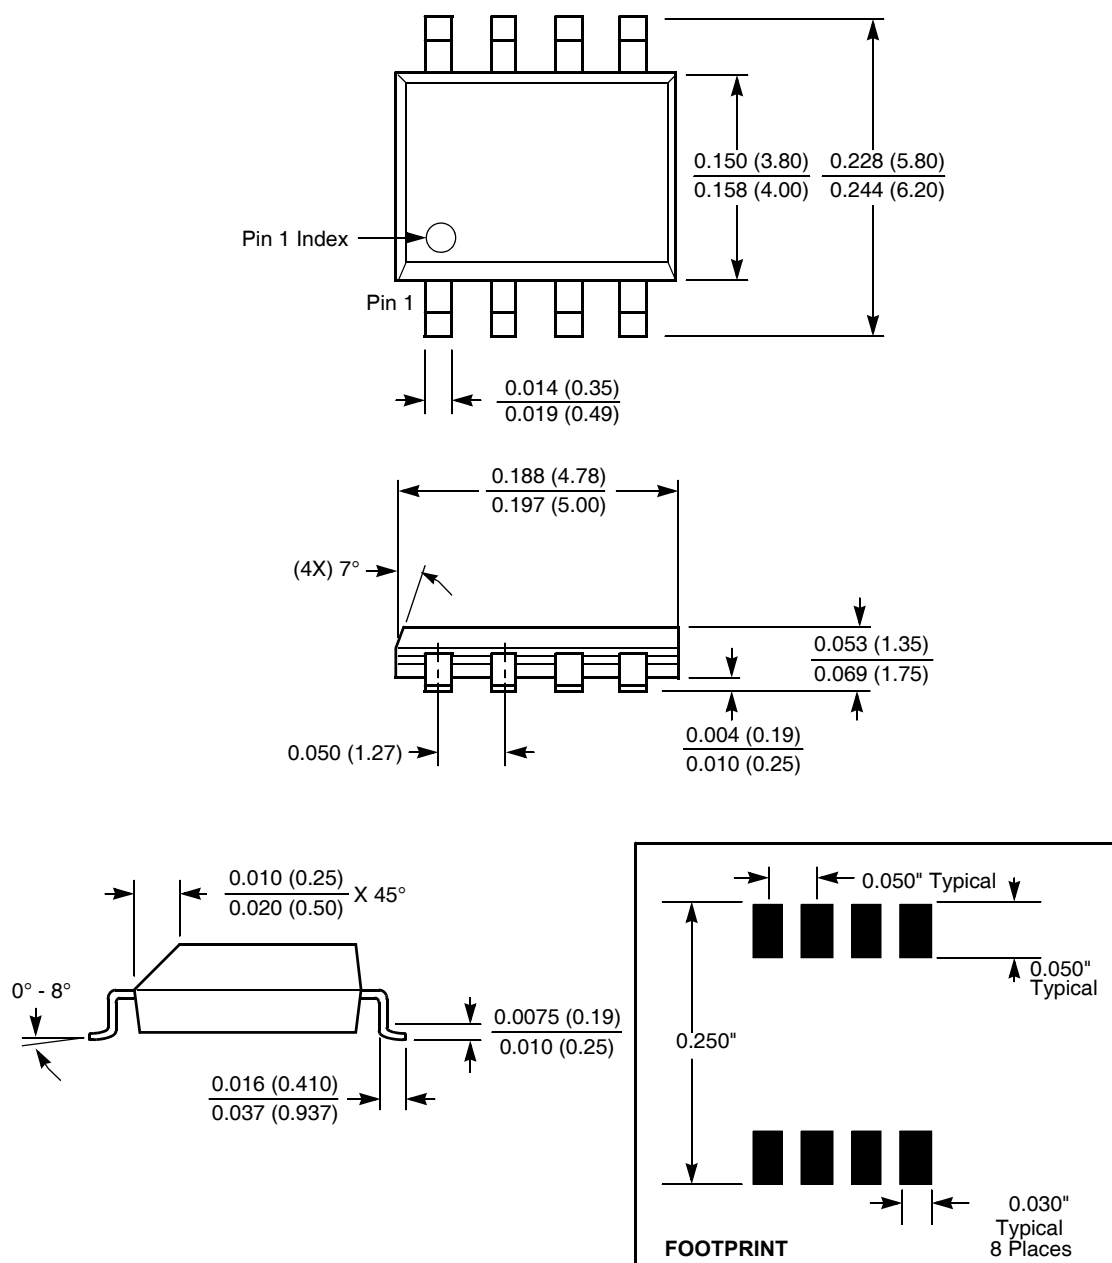 0.150 (3.80)
0.158 (4.00)
0.228 (5.80)
0.244 (6.20)
Pin 1 Index
Pin 1
0.014 (0.35)
0.019 (0.49)
0.188 (4.78)
0.197 (5.00)
(4X) 7°
0.053 (1.35)
0.069 (1.75)
0.004 (0.19)
0.010 (0.25)
0.050 (1.27)
0.010 (0.25)
0.020 (0.50)
X 45°
0° - 8°
0.0075 (0.19)
0.010 (0.25)
0.016 (0.410)
0.037 (0.937)
0.050" Typical
0.050"
Typical
0.250"
0.030"
Typical
8 Places
FOOTPRINT